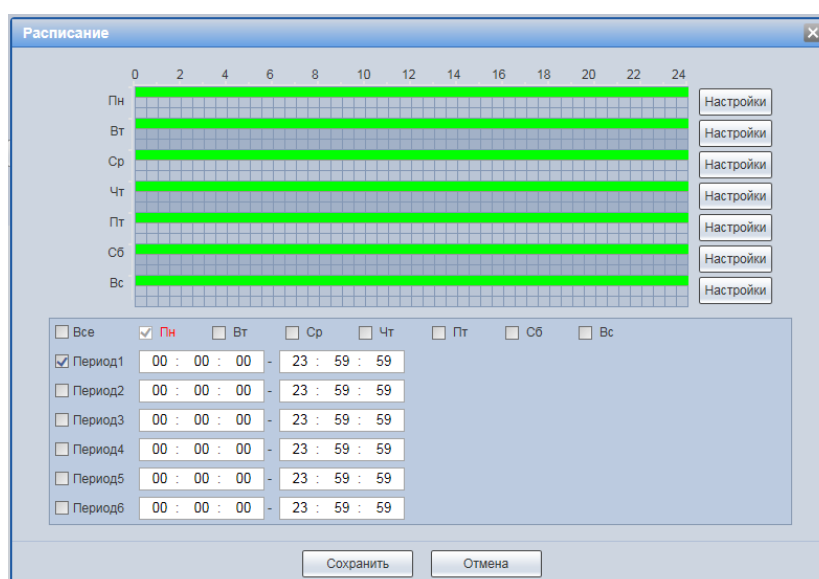 Расписание
0 2 4 6 8 10 12 14 16 18 20 22 24
Пн Настройки
Вт Настройки
Ср Настройки
Чт Настройки
Пт Настройки
Сб Настройки
Вс Настройки
Все Пн Вт Ср Чт Пт Сб Вс
Период1 00 : 00 : 00 - 23 : 59 : 59
Период2 00 : 00 : 00 - 23 : 59 : 59
Период3 00 : 00 : 00 - 23 : 59 : 59
Период4 00 : 00 : 00 - 23 : 59 : 59
Период5 00 : 00 : 00 - 23 : 59 : 59
Период6 00 : 00 : 00 - 23 : 59 : 59
Сохранить Отмена